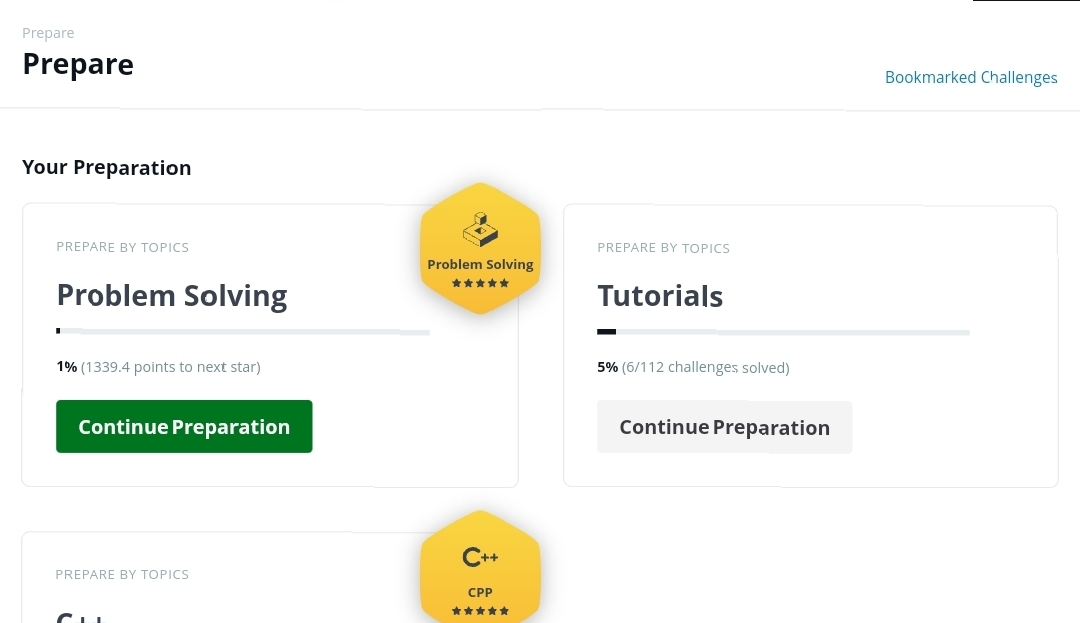 Prepare
Prepare
Bookmarked Challenges
Your Preparation
PREPARE BY TOPICS
Problem Solving
1% (1339.4 points to next star)
Continue Preparation
Problem Solving
PREPARE BY TOPICS
Tutorials
5% (6/112 challenges solved)
Continue Preparation
PREPARE BY TOPICS
C++
C++
CPP